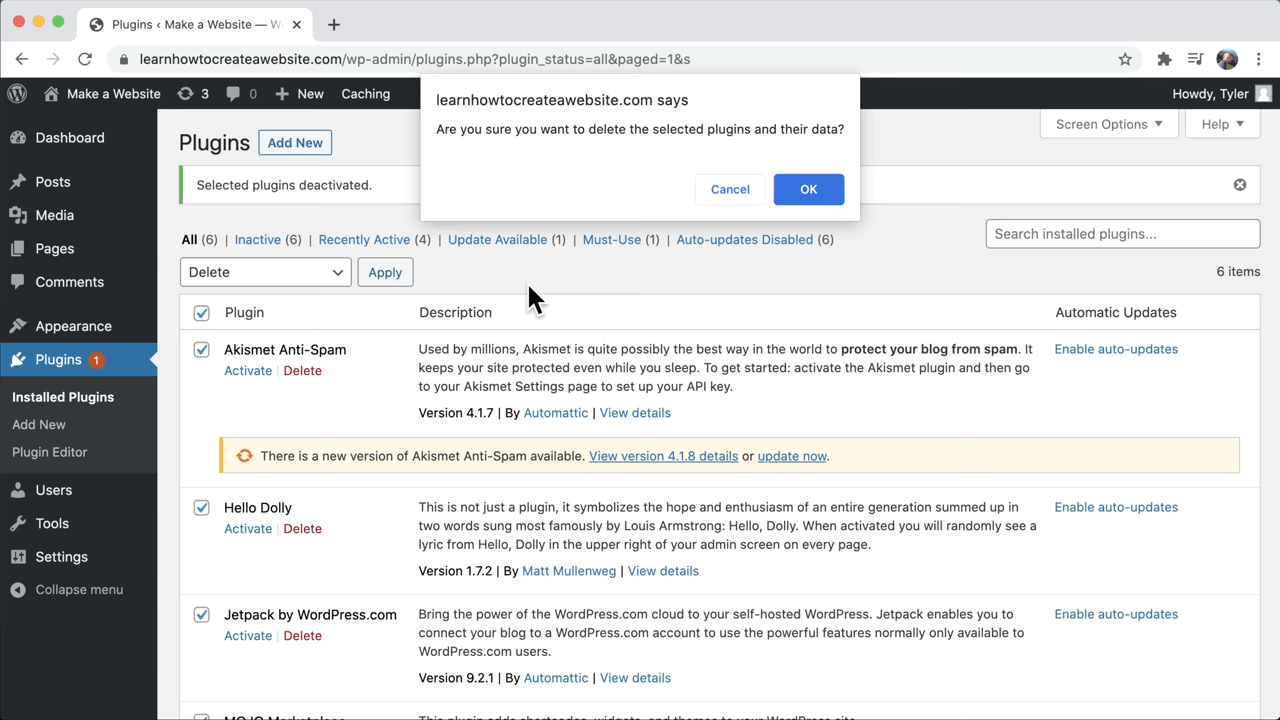 Plugins ‹ Make a Website — W
learnhowtocreateawebsite.com/wp-admin/plugins.php?plugin_status=all&paged=1&s
Make a Website 3 0 New Caching Howdy, Tyler
learnhowtocreateawebsite.com says
Are you sure you want to delete the selected plugins and their data?
Cancel OK
Screen Options Help
Dashboard
Posts
Media
Pages
Comments
Appearance
Plugins 1
Installed Plugins
Add New
Plugin Editor
Users
Tools
Settings
Collapse menu
Plugins Add New
Selected plugins deactivated.
All (6) | Inactive (6) | Recently Active (4) | Update Available (1) | Must-Use (1) | Auto-updates Disabled (6)
Search installed plugins...
Delete Apply
6 items
Plugin Description Automatic Updates
Akismet Anti-Spam
Activate | Delete
Used by millions, Akismet is quite possibly the best way in the world to protect your blog from spam. It
keeps your site protected even while you sleep. To get started: activate the Akismet plugin and then go
to your Akismet Settings page to set up your API key.
Version 4.1.7 | By Automattic | View details
Enable auto-updates
There is a new version of Akismet Anti-Spam available. View version 4.1.8 details or update now.
Hello Dolly
Activate | Delete
This is not just a plugin, it symbolizes the hope and enthusiasm of an entire generation summed up in
two words sung most famously by Louis Armstrong: Hello, Dolly. When activated you will randomly see a
lyric from Hello, Dolly in the upper right of your admin screen on every page.
Version 1.7.2 | By Matt Mullenweg | View details
Enable auto-updates
Jetpack by WordPress.com
Activate | Delete
Bring the power of the WordPress.com cloud to your self-hosted WordPress. Jetpack enables you to
connect your blog to a WordPress.com account to use the powerful features normally only available to
WordPress.com users.
Version 9.2.1 | By Automattic | View details
Enable auto-updates